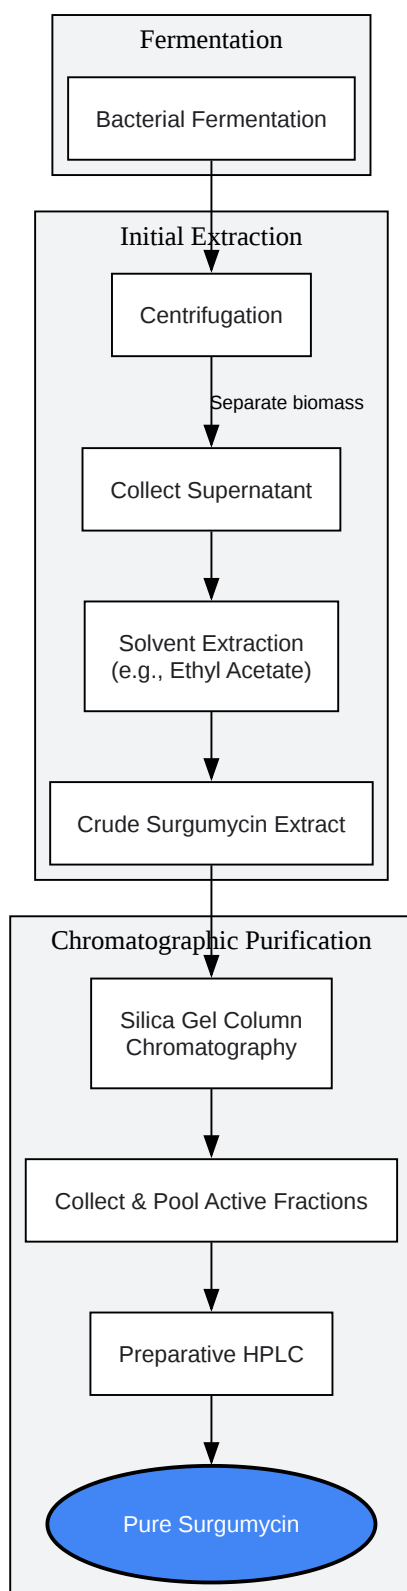 Fermentation
Bacterial Fermentation
Initial Extraction
Centrifugation
Separate biomass
Collect Supernatant
Solvent Extraction
(e.g., Ethyl Acetate)
Crude Surgumycin Extract
Chromatographic Purification
Silica Gel Column
Chromatography
Collect & Pool Active Fractions
Preparative HPLC
Pure Surgumycin